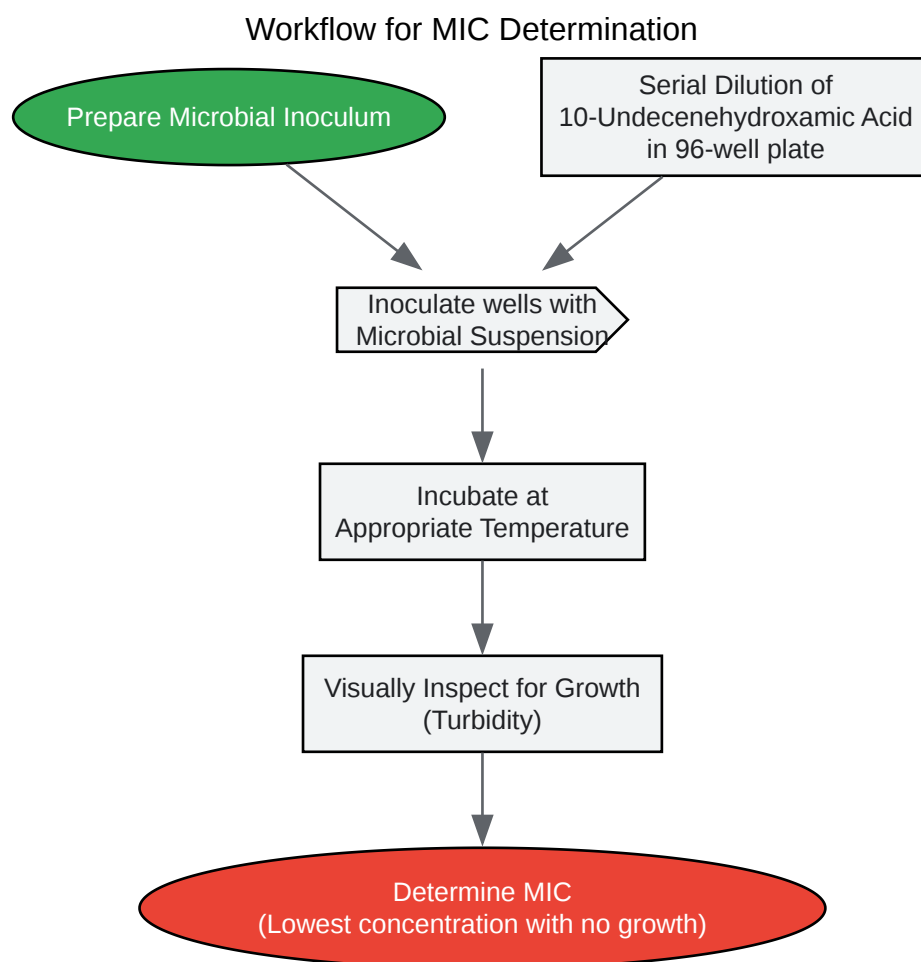 Workflow for MIC Determination
Prepare Microbial Inoculum
Serial Dilution of
10-Undecenehydroxamic Acid
in 96-well plate
Inoculate wells with
Microbial Suspension
Incubate at
Appropriate Temperature
Visually Inspect for Growth
(Turbidity)
Determine MIC
(Lowest concentration with no growth)